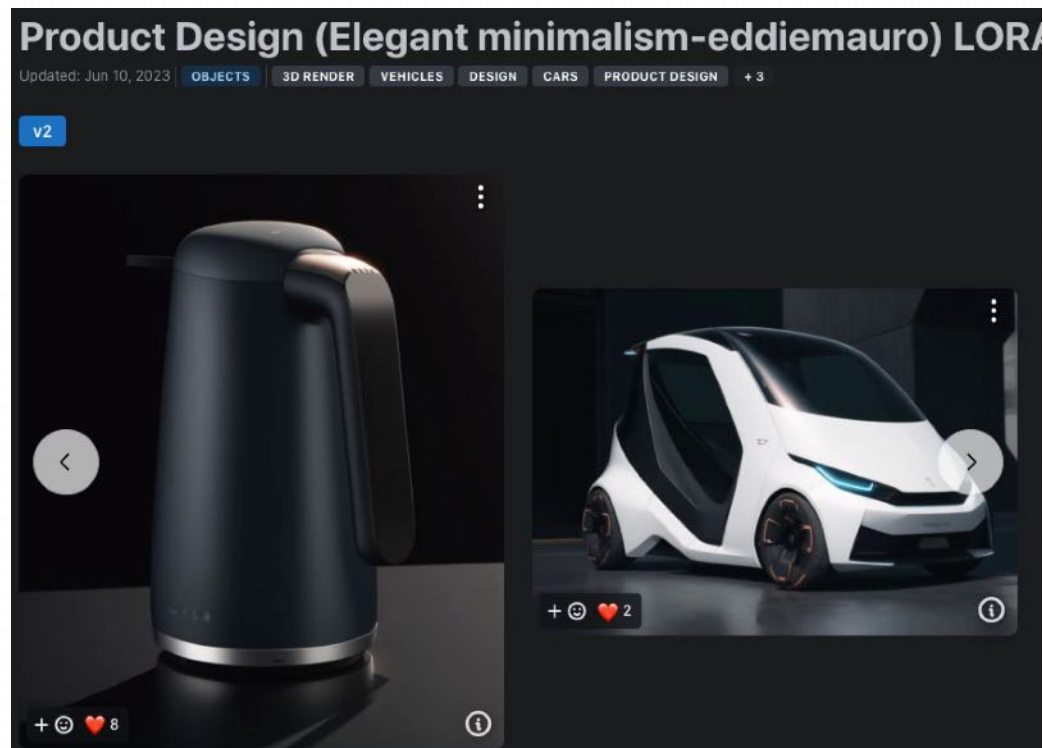 Product Design (Elegant minimalism-eddiemauro) LORA
Updated: Jun 10, 2023 OBJECTS 3D RENDER VEHICLES DESIGN CARS PRODUCT DESIGN + 3
v2
2
8